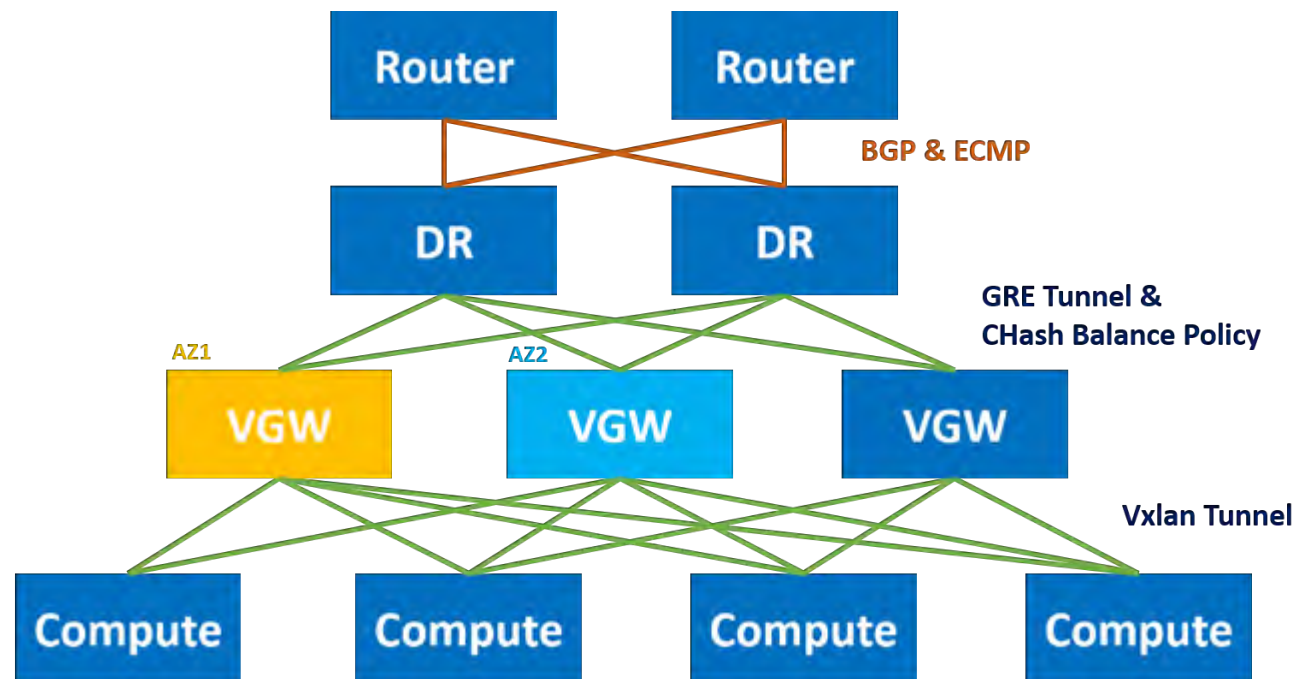 Router
Router
BGP & ECMP
DR
DR
GRE Tunnel &
CHash Balance Policy
AZ1
AZ2
VGW
VGW
VGW
Vxlan Tunnel
Compute
Compute
Compute
Compute